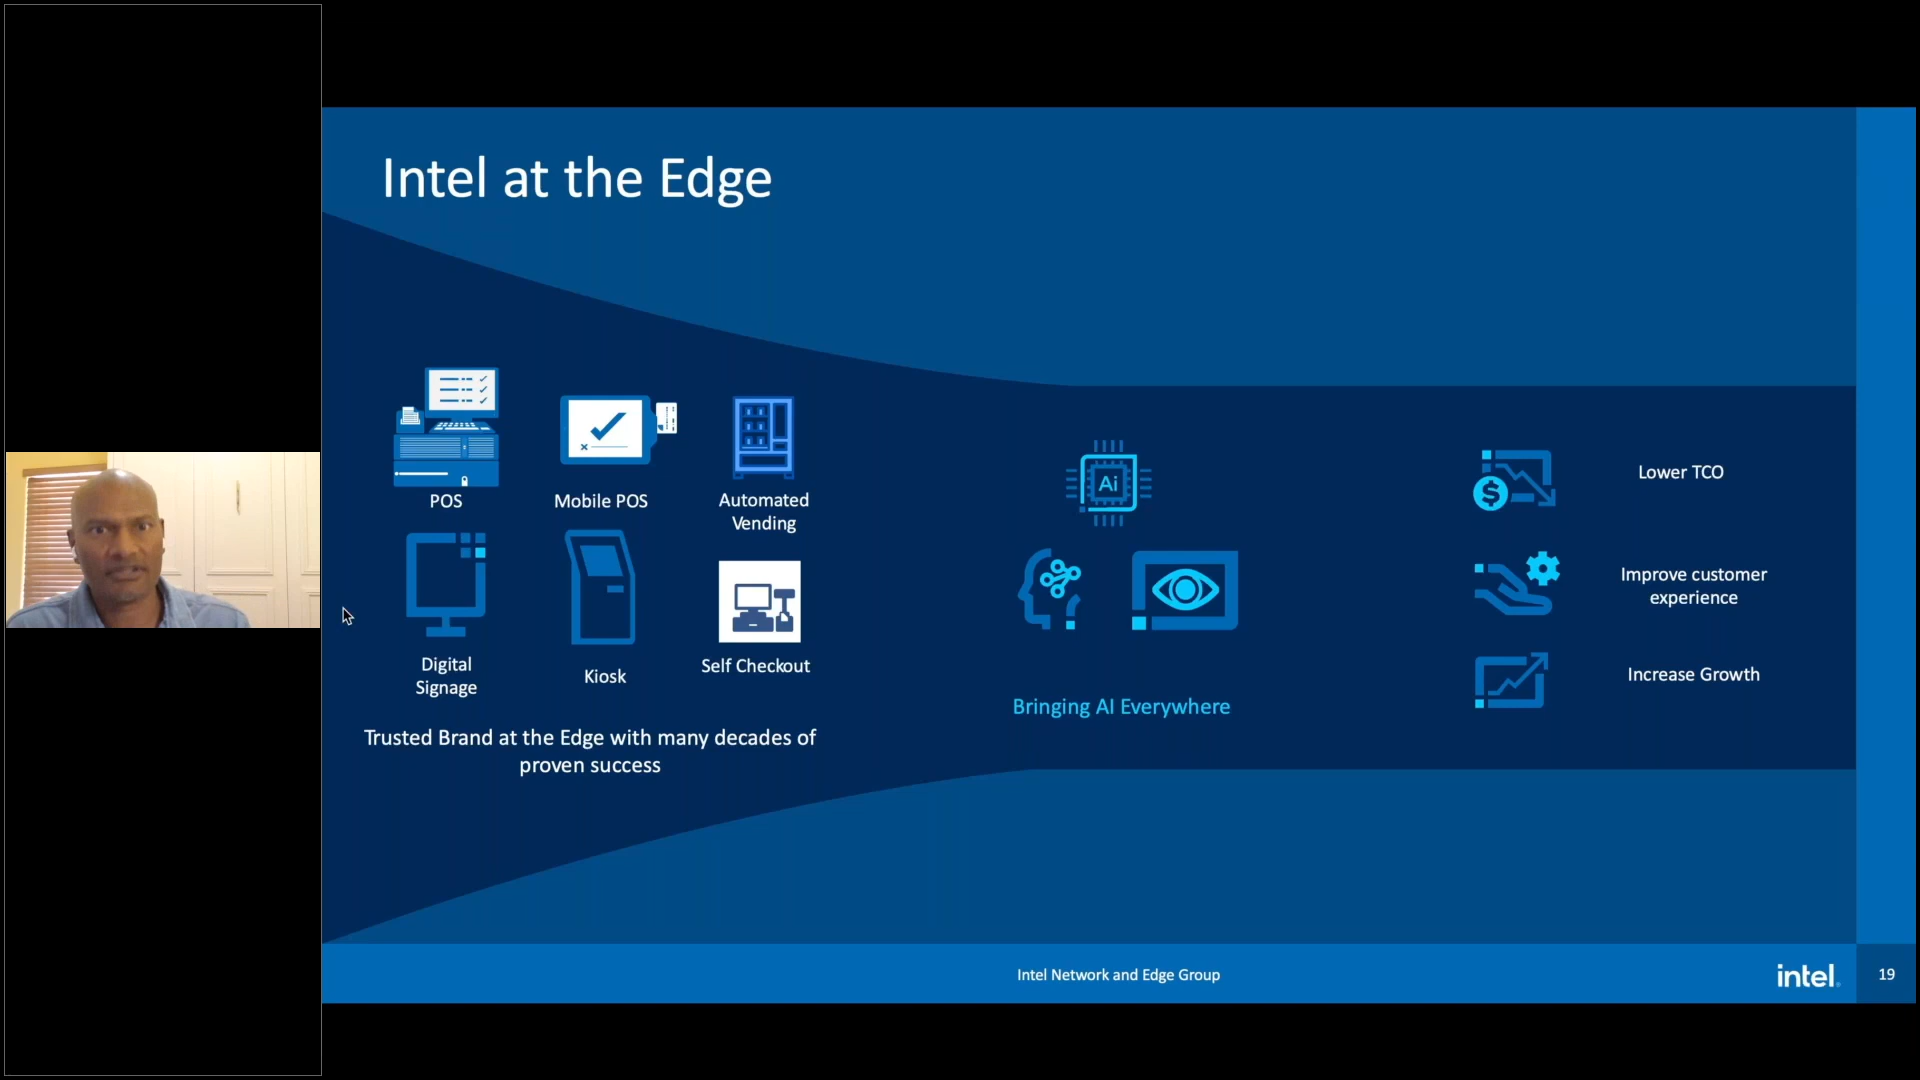 Intel at the Edge
POS
Mobile POS
Automated
Vending
Digital
Signage
Kiosk
Self Checkout
Trusted Brand at the Edge with many decades of
proven success
Ai
Bringing AI Everywhere
$
Lower TCO
Improve customer
experience
Increase Growth
Intel Network and Edge Group
intel.
19